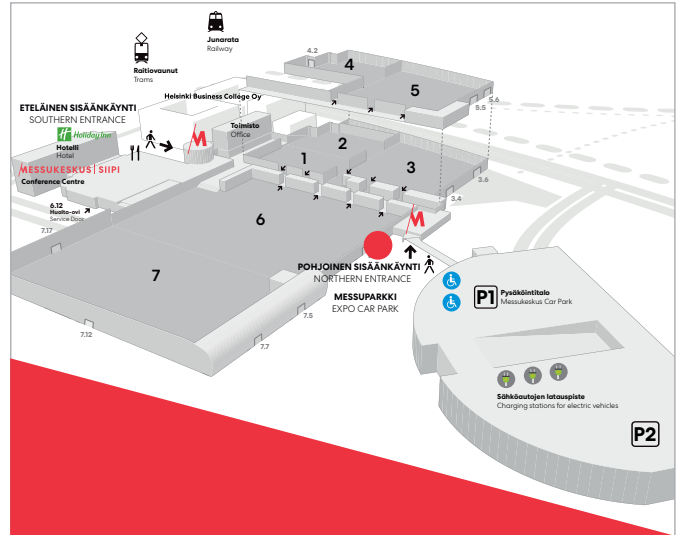 Junarata
Railway
Raitiovaunut
Trams
4.2
4
5
5.6
5.5
Helsinki Business College Oy
ETELÄINEN SISÄÄNKÄYNTI
SOUTHERN ENTRANCE
Holiday Inn
Hotelli
Hotel
MESSUKESKUS | SIIPI
Conference Centre
Toimisto
Office
M
2
1
3
3.6
3.4
6.12
Huolto-ovi
Service Door
7.17
6
M
7
POHJOINEN SISÄÄNKÄYNTI
NORTHERN ENTRANCE
MESSUPARKKI
EXPO CAR PARK
P1
Pysäköintitalo
Messukeskus Car Park
7.5
7.7
7.12
Sähköautojen latauspiste
Charging stations for electric vehicles
P2